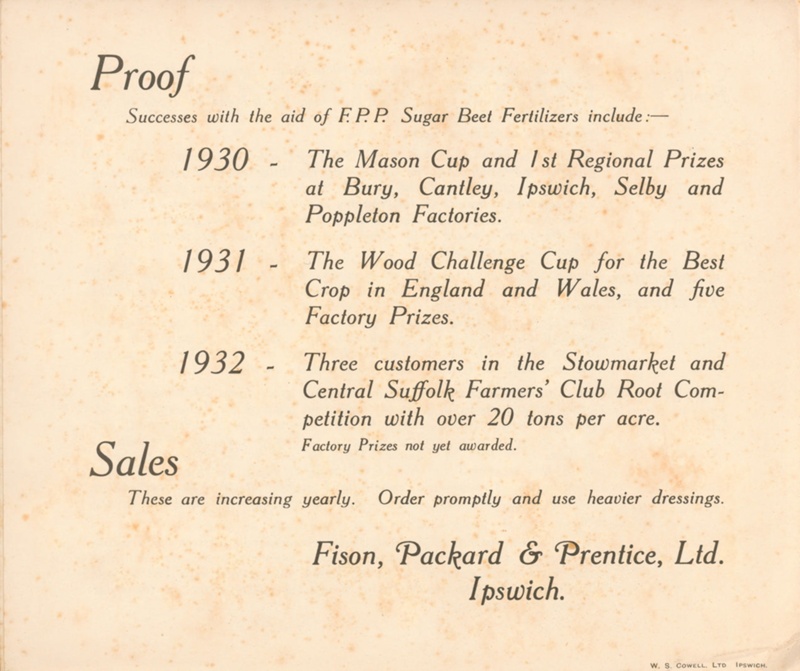 Proof
Successes with the aid of F.P.P. Sugar Beet Fertilizers include:—
1930 - The Mason Cup and 1st Regional Prizes
at Bury, Cantley, Ipswich, Selby and
Poppleton Factories.
1931 - The Wood Challenge Cup for the Best
Crop in England and Wales, and five
Factory Prizes.
1932 - Three customers in the Stowmarket and
Central Suffolk Farmers' Club Root Com-
petition with over 20 tons per acre.
Factory Prizes not yet awarded.
Sales
These are increasing yearly. Order promptly and use heavier dressings.
Fison, Packard & Prentice, Ltd.
Ipswich.
W. S. Cowell, Ltd Ipswich.